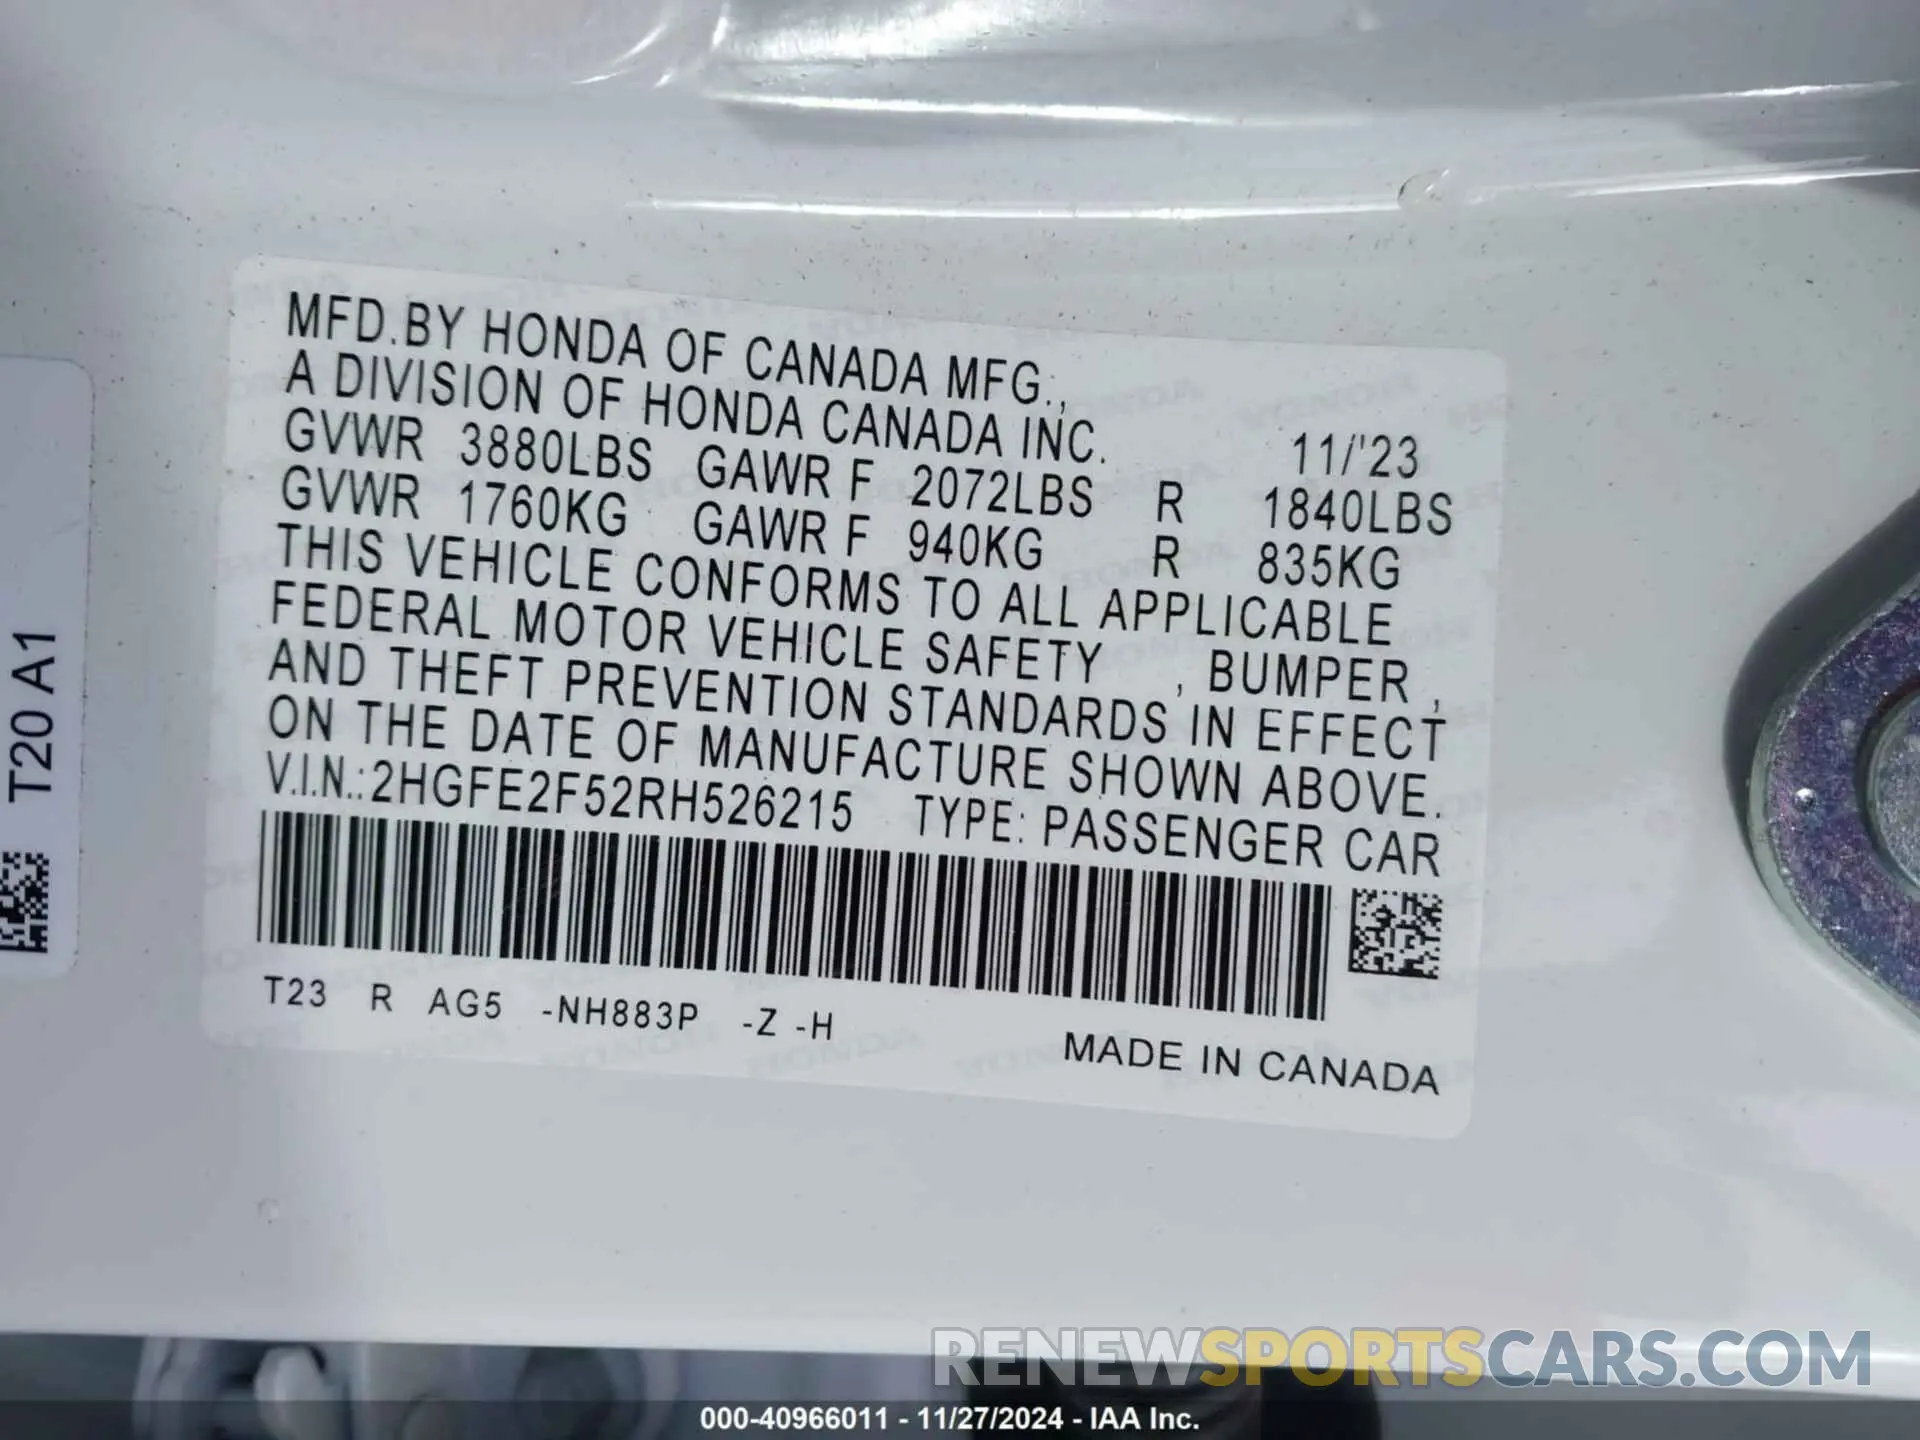 MFD.BY HONDA OF CANADA MFG.,
A DIVISION OF HONDA CANADA INC. 11/'23
GVWR 3880LBS GAWR F 2072LBS R 1840LBS
GVWR 1760KG GAWR F 940KG R 835KG
THIS VEHICLE CONFORMS TO ALL APPLICABLE
FEDERAL MOTOR VEHICLE SAFETY , BUMPER ,
AND THEFT PREVENTION STANDARDS IN EFFECT
ON THE DATE OF MANUFACTURE SHOWN ABOVE.
V.I.N.:2HGFE2F52RH526215 TYPE: PASSENGER CAR
T23 R AG5 -NH883P -Z -H
MADE IN CANADA
T20 A1
RENEWSPORTSCARS.COM
000-40966011 - 11/27/2024 - IAA Inc.